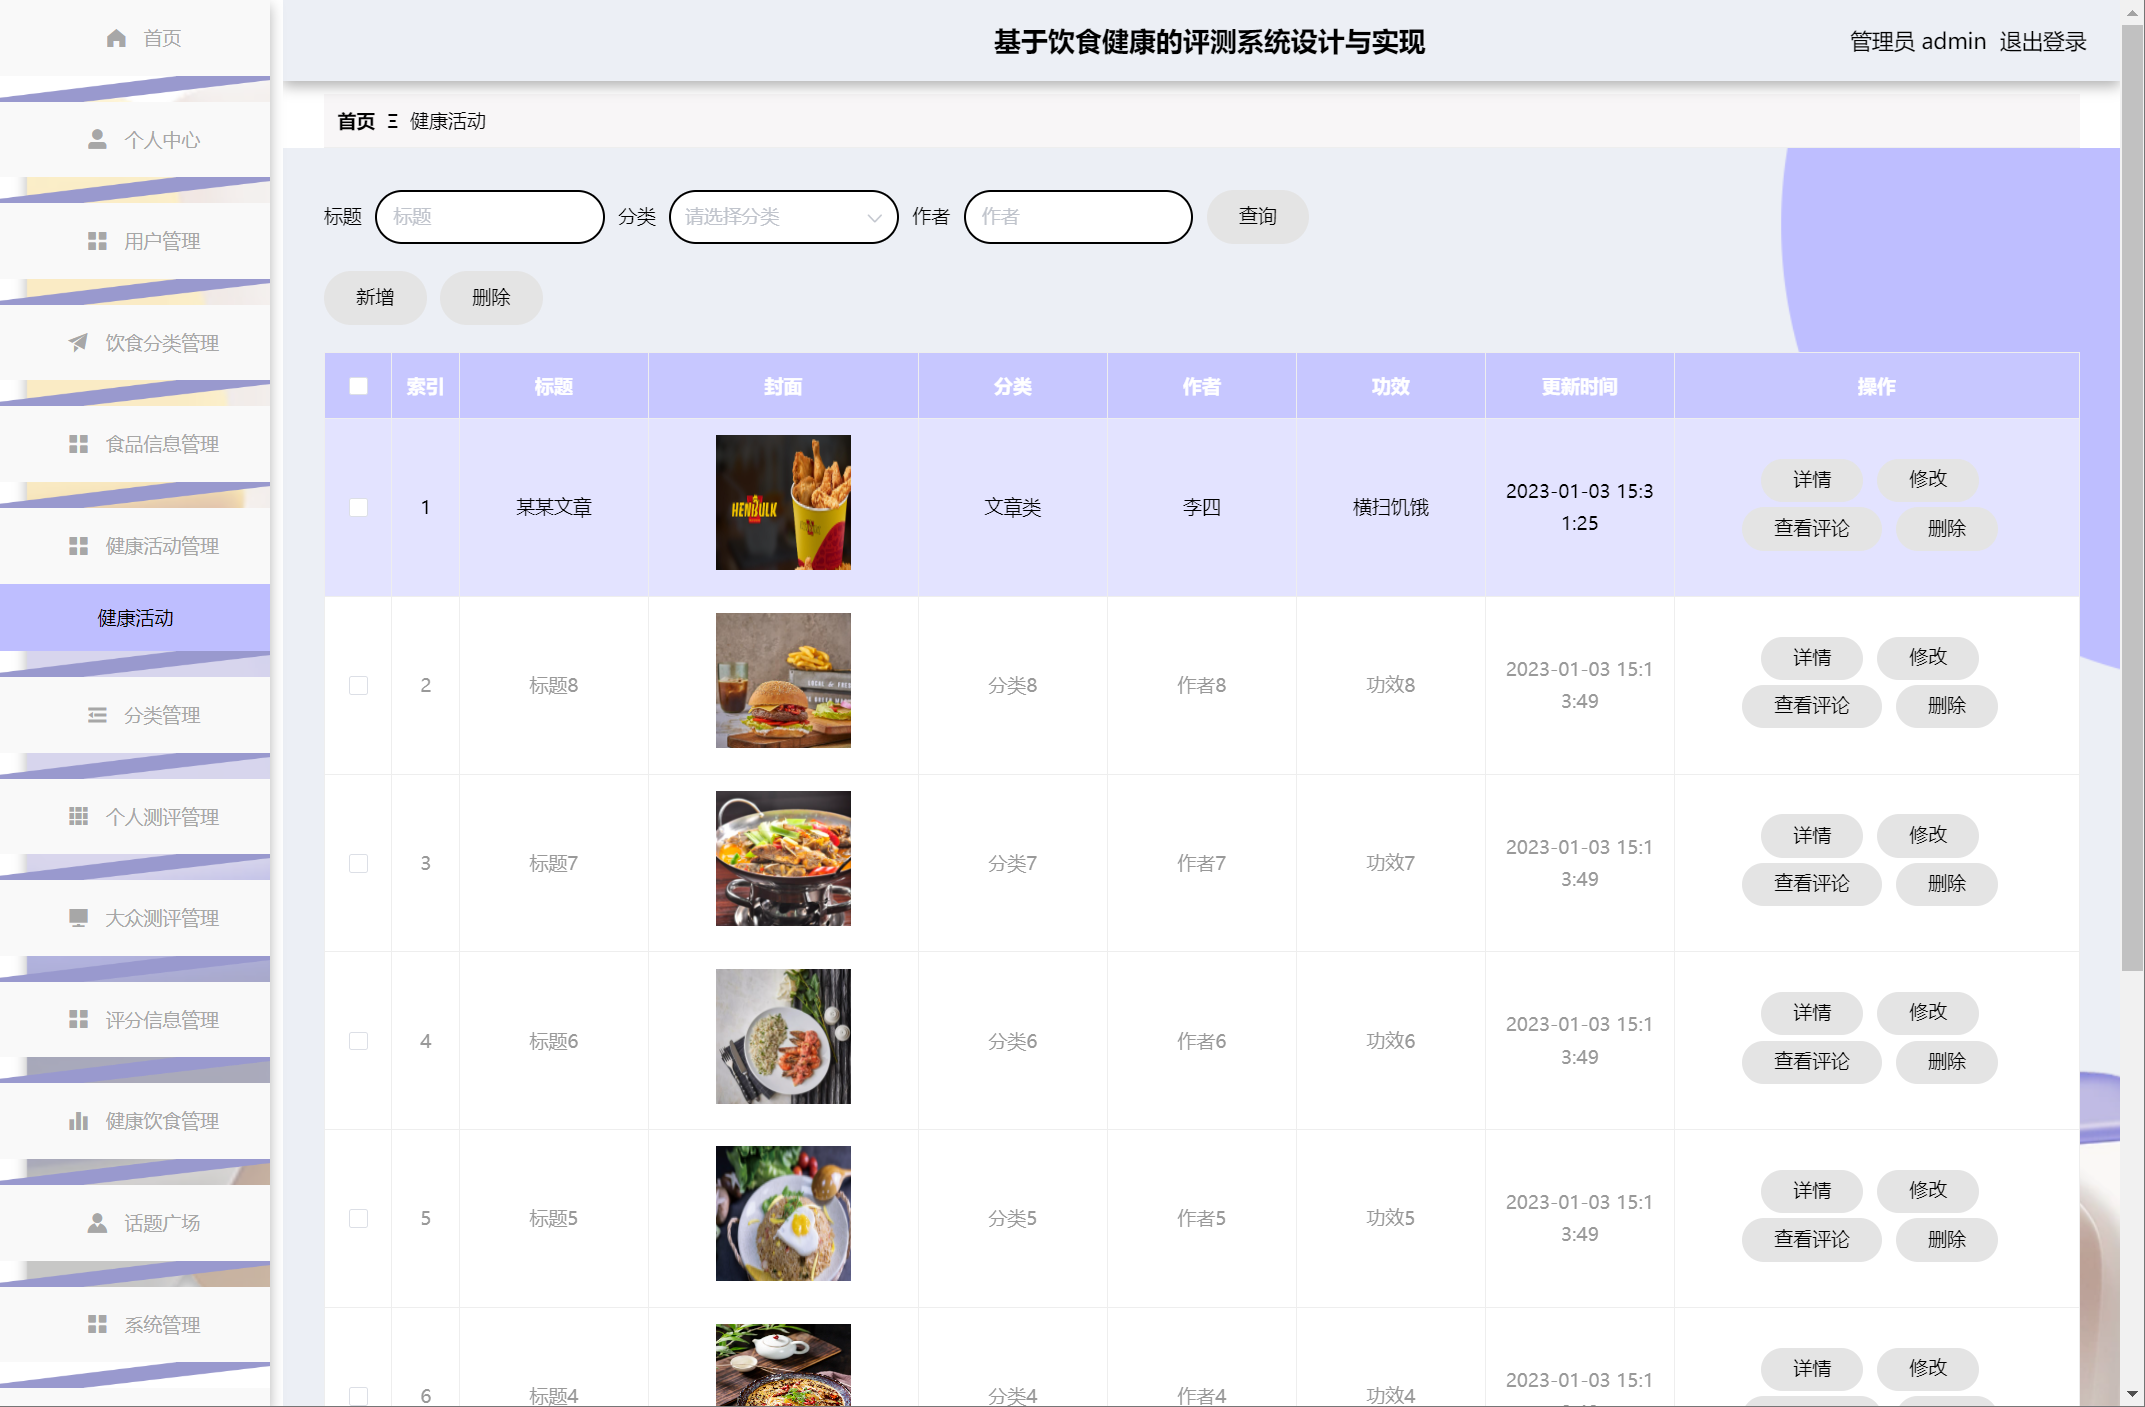 首页
个人中心
用户管理
饮食分类管理
食品信息管理
健康活动管理
健康活动
分类管理
个人测评管理
大众测评管理
评分信息管理
健康饮食管理
话题广场
系统管理
基于饮食健康的评测系统设计与实现
管理员 admin 退出登录
首页 Ξ 健康活动
标题 标题 分类 请选择分类 作者 作者 查询
新增 删除
索引 标题 封面 分类 作者 功效 更新时间 操作
1 某某文章 HENBULK 文章类 李四 横扫饥饿 2023-01-03 15:3
1:25
详情 修改
查看评论 删除
2 标题8 分类8 作者8 功效8 2023-01-03 15:1
3:49
详情 修改
查看评论 删除
3 标题7 分类7 作者7 功效7 2023-01-03 15:1
3:49
详情 修改
查看评论 删除
4 标题6 分类6 作者6 功效6 2023-01-03 15:1
3:49
详情 修改
查看评论 删除
5 标题5 分类5 作者5 功效5 2023-01-03 15:1
3:49
详情 修改
查看评论 删除
6 标题4 分类4 作者4 功效4 2023-01-03 15:1
详情 修改